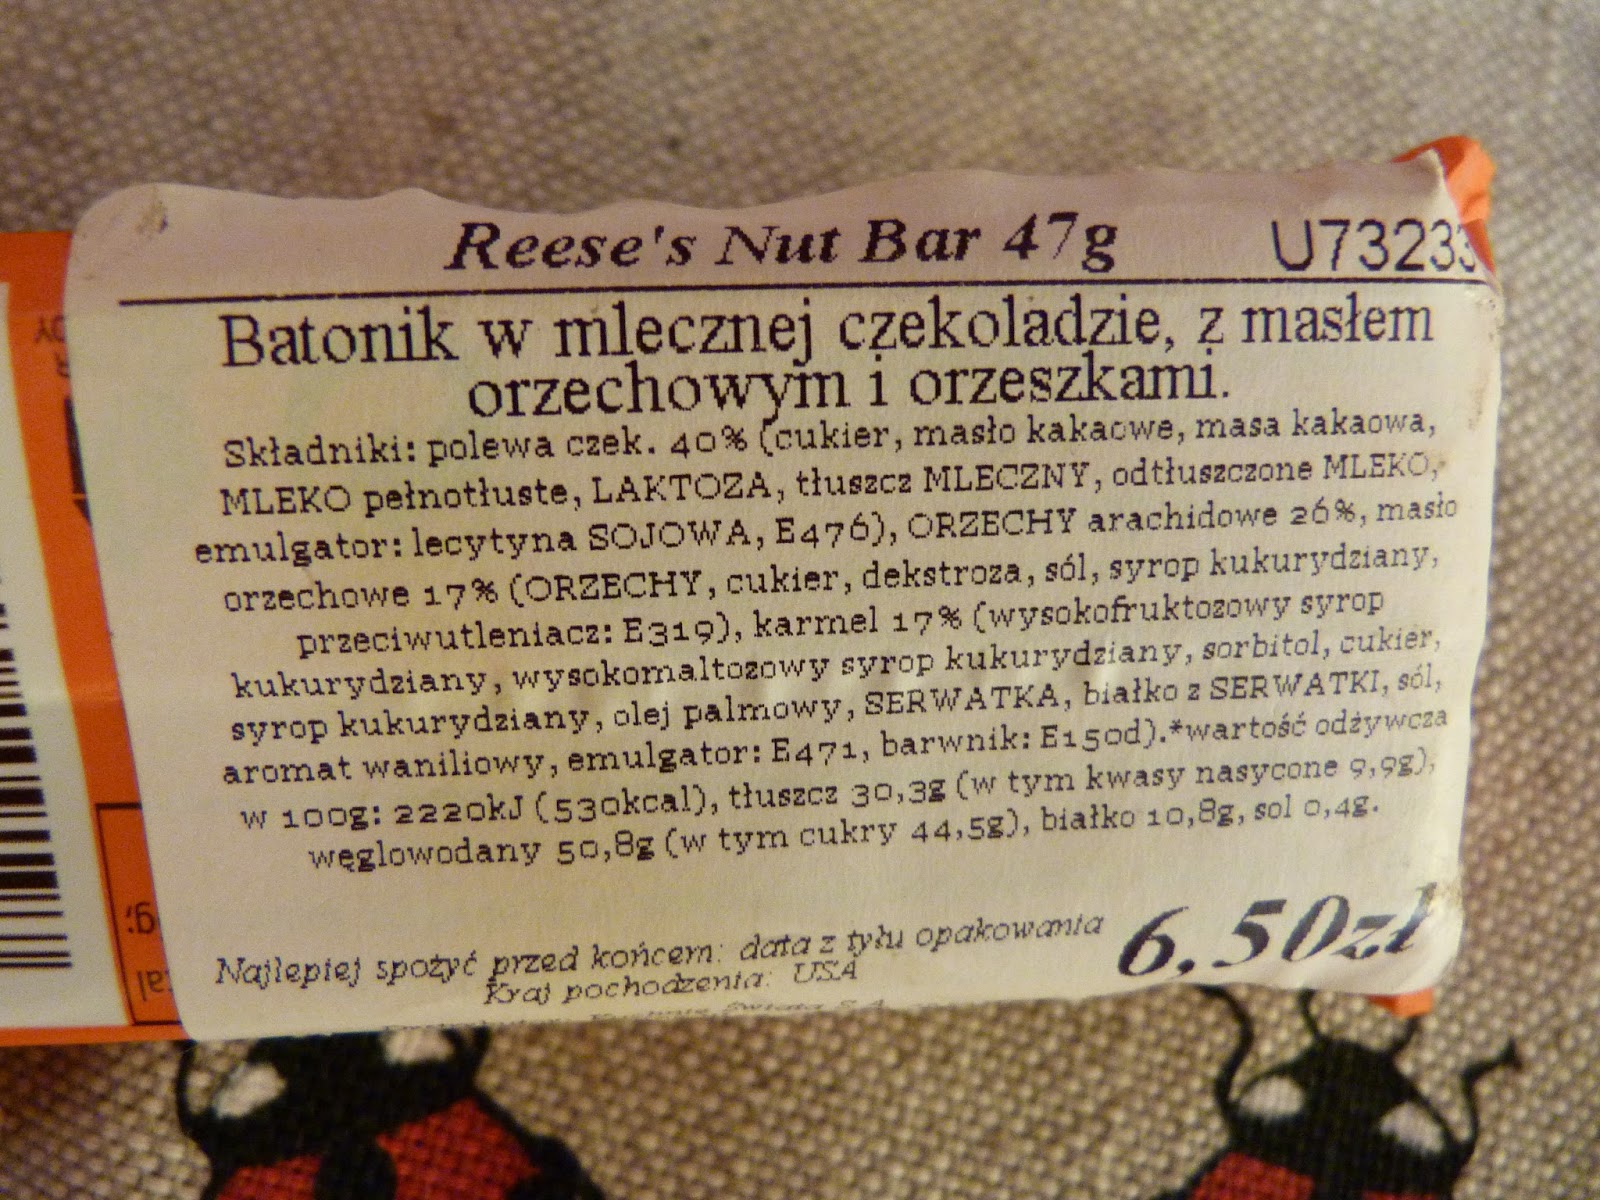 Reese's Nut Bar 47g U73233
Batonik w mlecznej czekoladzie, z masłem
orzechowym i orzeszkami.
Składniki: polewa czek. 40% (cukier, masło kakaowe, masa kakaowa,
MLEKO pełnotłuste, LAKTOZA, tłuszcz MLECZNY, odtłuszczone MLEKO,
emulgator: lecytyna SOJOWA, E476), ORZECHY arachidowe 26%, masło
orzechowe 17% (ORZECHY, cukier, dekstroza, sól, syrop kukurydziany,
przeciwutleniacz: E319), karmel 17% (wysokofruktozowy syrop
kukurydziany, wysokomaltozowy syrop kukurydziany, sorbitol, cukier,
syrop kukurydziany, olej palmowy, SERWATKA, białko z SERWATKI, sól,
aromat waniliowy, emulgator: E471, barwnik: E150d).*wartość odżywcza
w 100g: 2220kJ (530kcal), tłuszcz 30,3g (w tym kwasy nasycone 9,9g),
węglowodany 50,8g (w tym cukry 44,5g), białko 10,8g, sol 0,4g.
Najlepiej spożyć przed końcem: data z tyłu opakowania
Kraj pochodzenia: USA
6,50zł